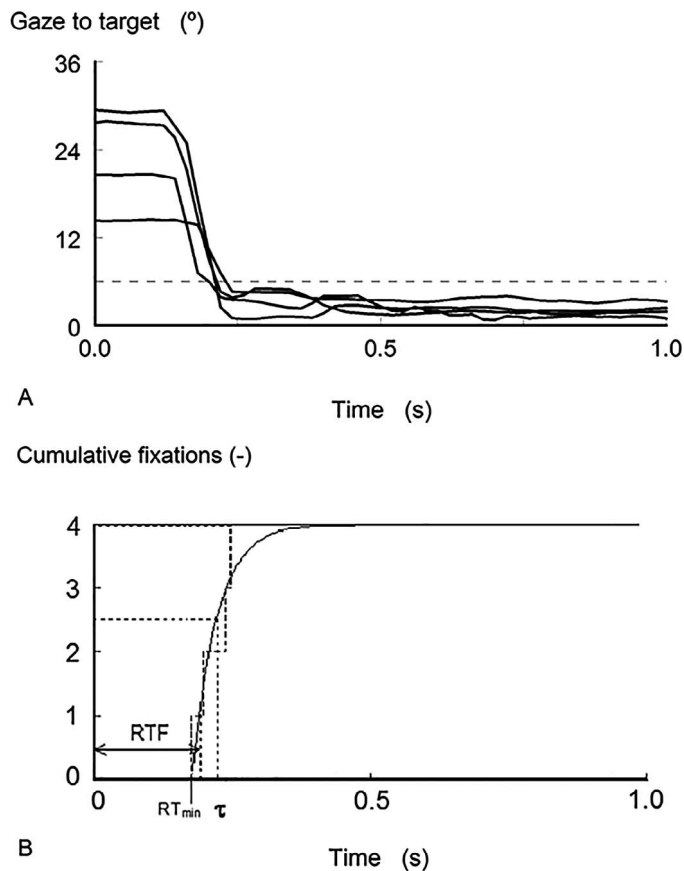 Gaze to target (º)
36
24
12
0
0.0 0.5 1.0
A
Time (s)
Cumulative fixations (-)
4
3
2
1
0
RTF
0 0.5 1.0
RTmin τ
B
Time (s)